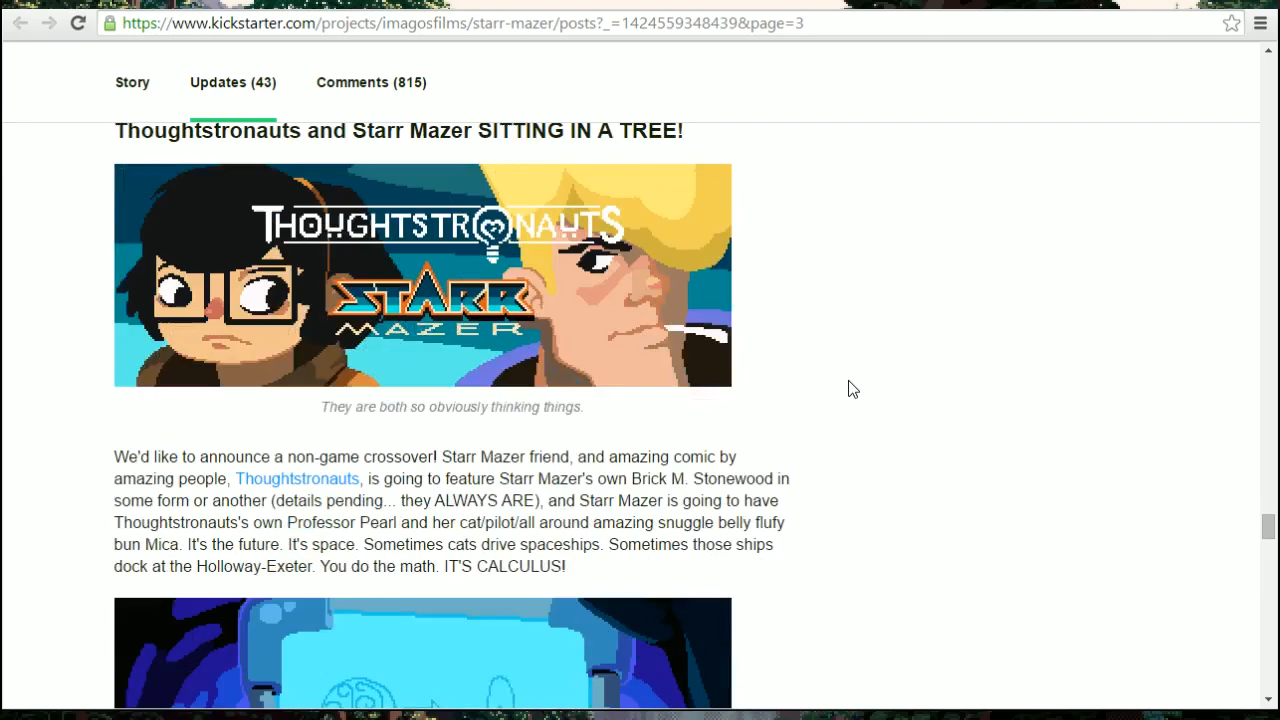 https://www.kickstarter.com/projects/imagosfilms/starr-mazer/posts?_=1424559348439&page=3
Story Updates (43) Comments (815)
Thoughtstronauts and Starr Mazer SITTING IN A TREE!
THOUGHTSTRONAUTS
STARR
MAZER
They are both so obviously thinking things.
We'd like to announce a non-game crossover! Starr Mazer friend, and amazing comic by
amazing people, Thoughtstronauts, is going to feature Starr Mazer's own Brick M. Stonewood in
some form or another (details pending... they ALWAYS ARE), and Starr Mazer is going to have
Thoughtstronauts's own Professor Pearl and her cat/pilot/all around amazing snuggle belly flufy
bun Mica. It's the future. It's space. Sometimes cats drive spaceships. Sometimes those ships
dock at the Holloway-Exeter. You do the math. IT'S CALCULUS!